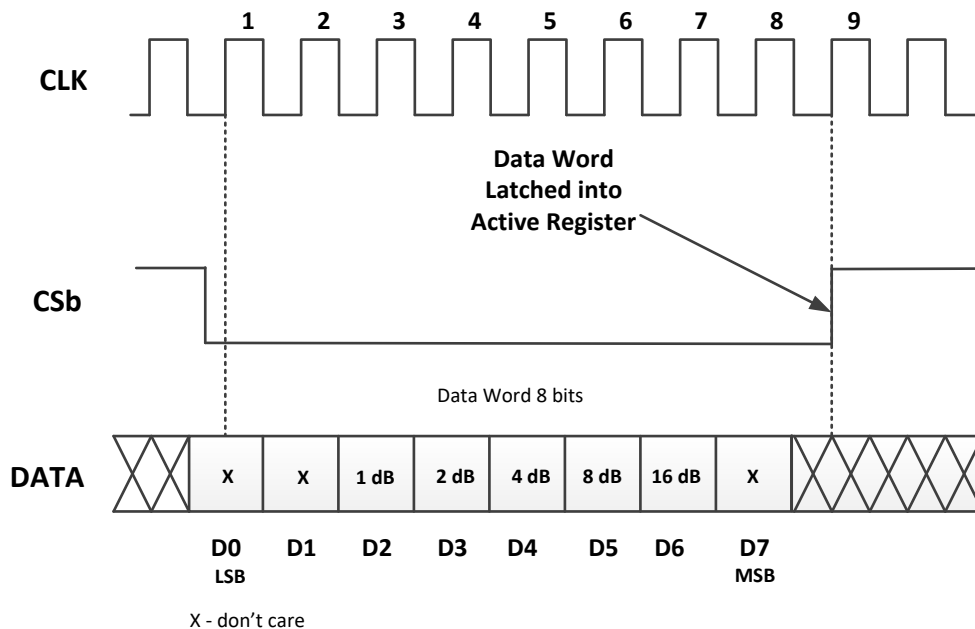 1 2 3 4 5 6 7 8 9
CLK
Data Word
Latched into
Active Register
CSb
Data Word 8 bits
DATA
X X 1 dB 2 dB 4 dB 8 dB 16 dB X
D0 D1 D2 D3 D4 D5 D6 D7
LSB MSB
X - don’t care